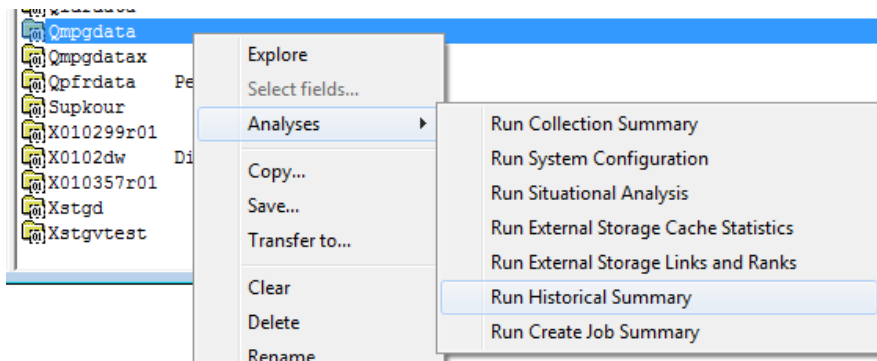 Qmpgdata
Qmpgdatax
Qpfrdata Pe
Supkour
X010299r01
X0102dw Di
X010357r01
Xstgd
Xstgvtest
Explore
Select fields...
Analyses
Copy...
Save...
Transfer to...
Clear
Delete
Rename
Run Collection Summary
Run System Configuration
Run Situational Analysis
Run External Storage Cache Statistics
Run External Storage Links and Ranks
Run Historical Summary
Run Create Job Summary